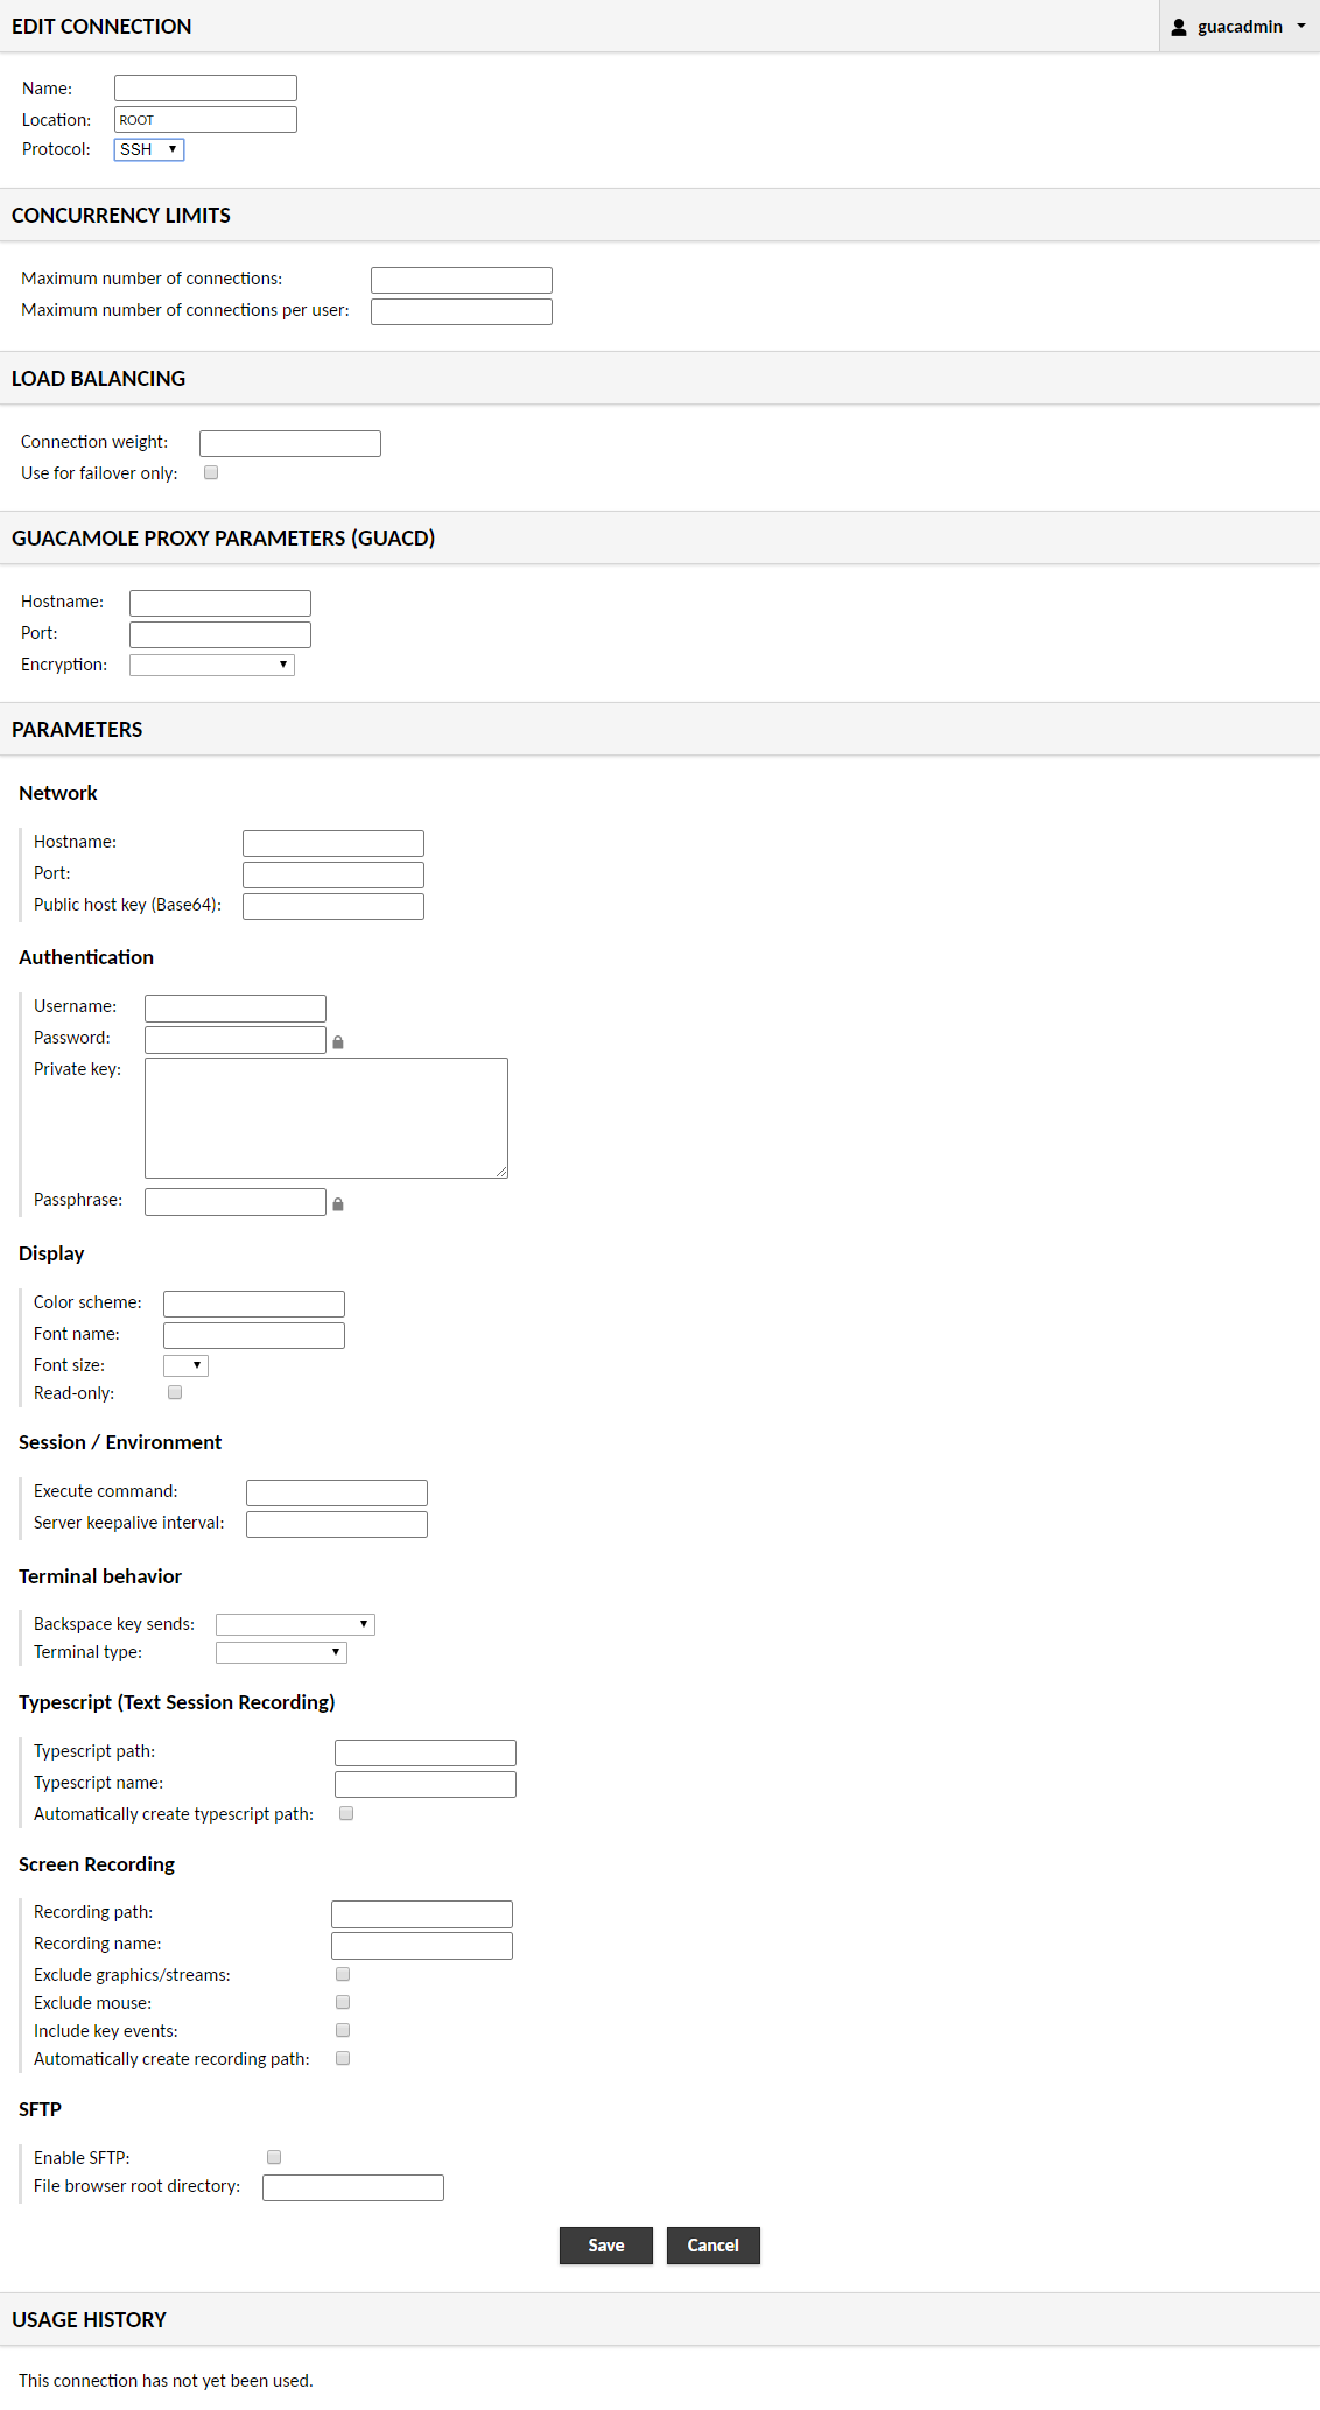 EDIT CONNECTION
guacadmin
Name:
Location: ROOT
Protocol: SSH
CONCURRENCY LIMITS
Maximum number of connections:
Maximum number of connections per user:
LOAD BALANCING
Connection weight:
Use for failover only:
GUACAMOLE PROXY PARAMETERS (GUACD)
Hostname:
Port:
Encryption:
PARAMETERS
Network
Hostname:
Port:
Public host key (Base64):
Authentication
Username:
Password:
Private key:
Passphrase:
Display
Color scheme:
Font name:
Font size:
Read-only:
Session / Environment
Execute command:
Server keepalive interval:
Terminal behavior
Backspace key sends:
Terminal type:
Typescript (Text Session Recording)
Typescript path:
Typescript name:
Automatically create typescript path:
Screen Recording
Recording path:
Recording name:
Exclude graphics/streams:
Exclude mouse:
Include key events:
Automatically create recording path:
SFTP
Enable SFTP:
File browser root directory:
Save Cancel
USAGE HISTORY
This connection has not yet been used.